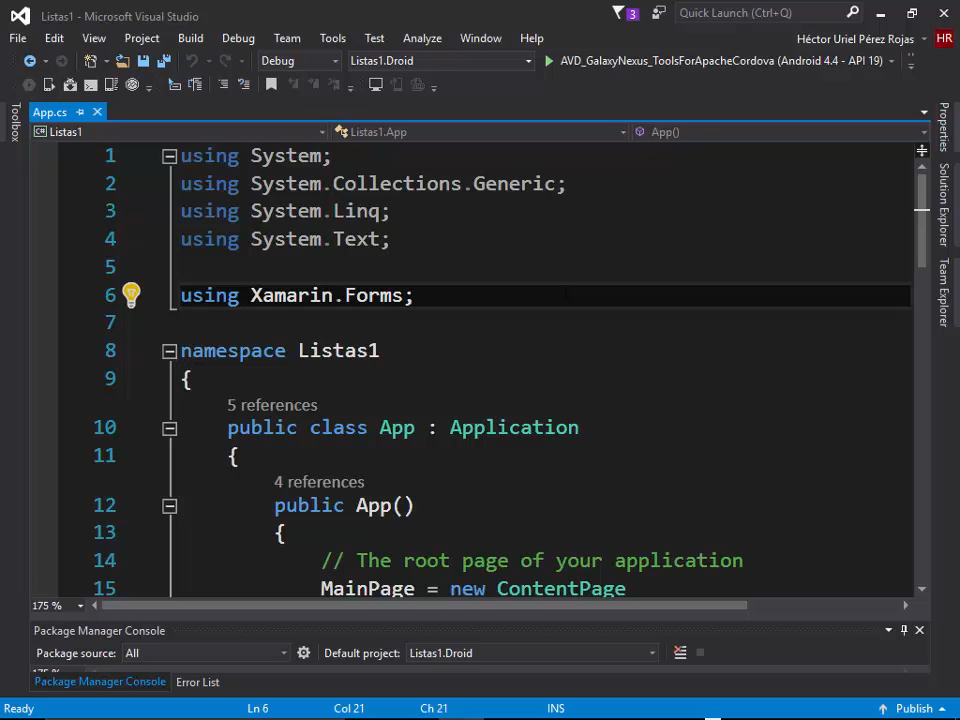 Listas1 - Microsoft Visual Studio
3
Quick Launch (Ctrl+Q)
File Edit View Project Build Debug Team Tools Test Analyze Window Help
Héctor Uriel Pérez Rojas HR
Debug Listas1.Droid AVD_GalaxyNexus_ToolsForApacheCordova (Android 4.4 - API 19)
Toolbox
App.cs
Listas1 Listas1.App App()
1 using System;
2 using System.Collections.Generic;
3 using System.Linq;
4 using System.Text;
5
6 using Xamarin.Forms;
7
8 namespace Listas1
9 {
5 references
10 public class App : Application
11 {
4 references
12 public App()
13 {
14 // The root page of your application
15 MainPage = new ContentPage
175 %
Properties
Solution Explorer
Team Explorer
Package Manager Console
Package source: All Default project: Listas1.Droid
175 %
Package Manager Console Error List
Ready Ln 6 Col 21 Ch 21 INS Publish